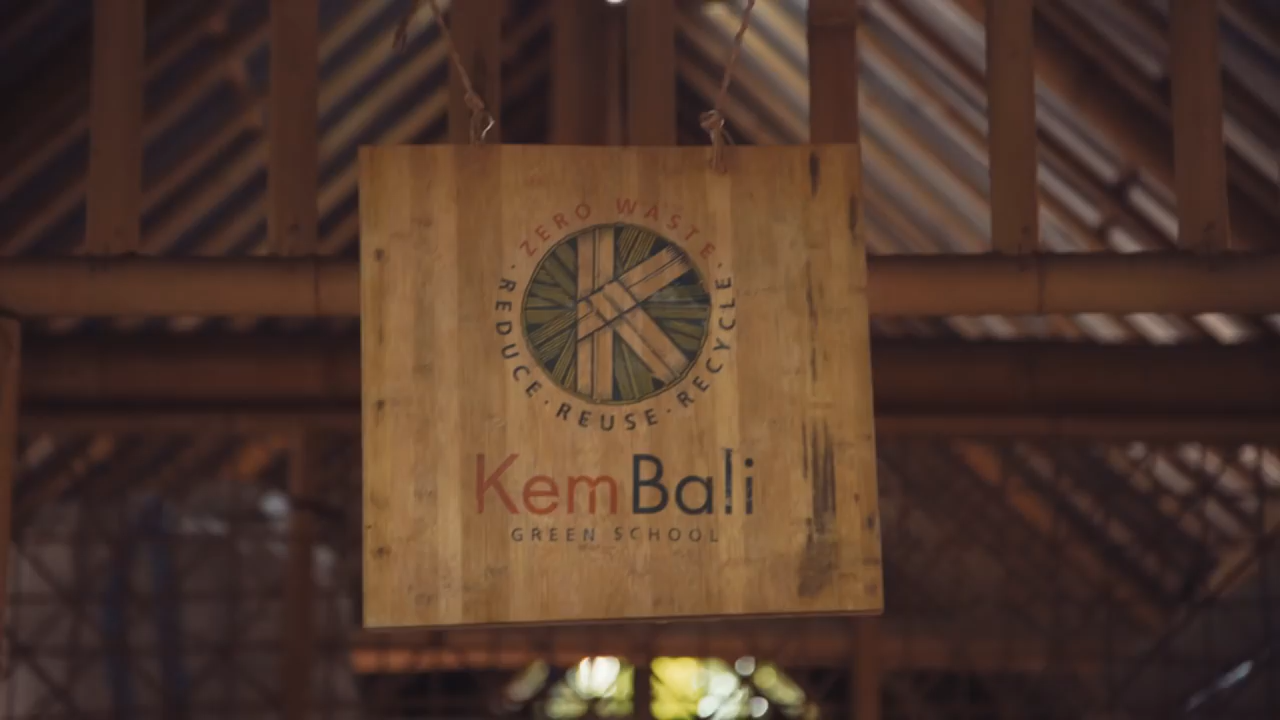 · ZERO WASTE ·
REDUCE · REUSE · RECYCLE
KemBali
GREEN SCHOOL